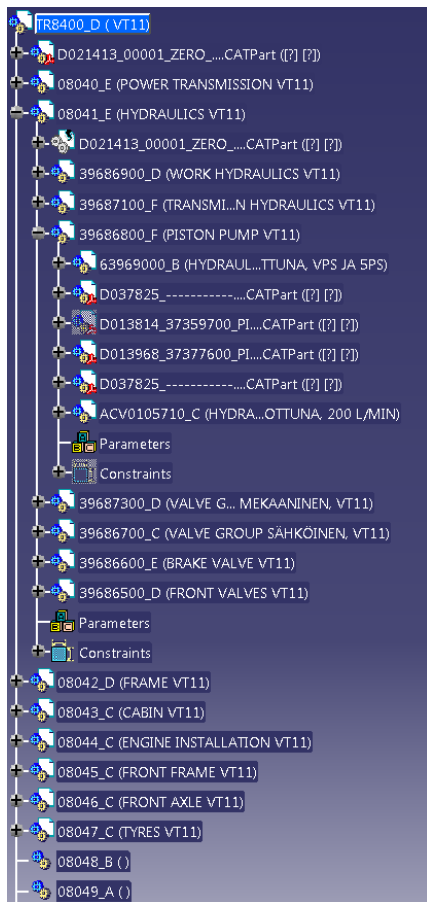 TR8400_D ( VT11)
D021413_00001_ZERO_....CATPart ([?] [?])
08040_E (POWER TRANSMISSION VT11)
08041_E (HYDRAULICS VT11)
D021413_00001_ZERO_....CATPart ([?] [?])
39686900_D (WORK HYDRAULICS VT11)
39687100_F (TRANSMI...N HYDRAULICS VT11)
39686800_F (PISTON PUMP VT11)
63969000_B (HYDRAUL...TTUNA, VPS JA 5PS)
D037825_-----------....CATPart ([?] [?])
D013814_37359700_PI....CATPart ([?] [?])
D013968_37377600_PI....CATPart ([?] [?])
D037825_-----------....CATPart ([?] [?])
ACV0105710_C (HYDRA...OTTUNA, 200 L/MIN)
Parameters
Constraints
39687300_D (VALVE G... MEKAANINEN, VT11)
39686700_C (VALVE GROUP SÄHKÖINEN, VT11)
39686600_E (BRAKE VALVE VT11)
39686500_D (FRONT VALVES VT11)
Parameters
Constraints
08042_D (FRAME VT11)
08043_C (CABIN VT11)
08044_C (ENGINE INSTALLATION VT11)
08045_C (FRONT FRAME VT11)
08046_C (FRONT AXLE VT11)
08047_C (TYRES VT11)
08048_B ()
08049_A ()